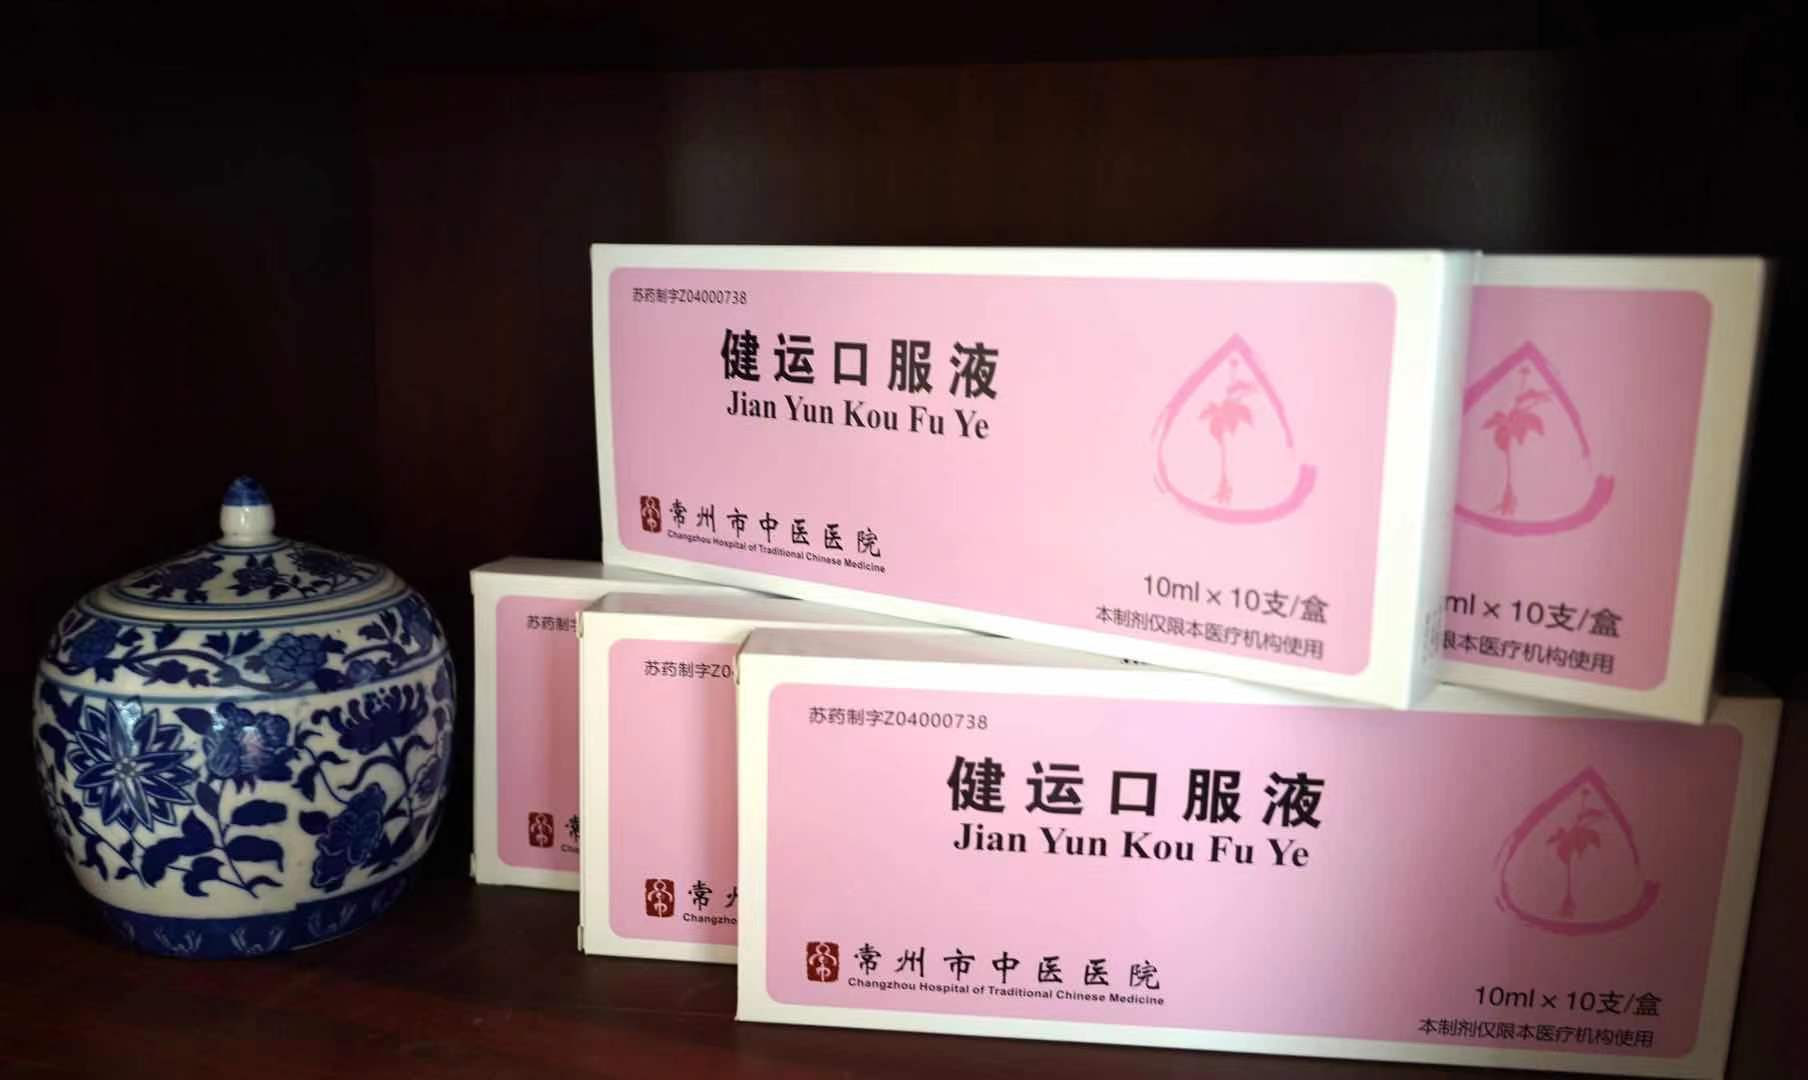 苏药制字Z04000738
健运口服液
Jian Yun Kou Fu Ye
常州市中医医院
Changzhou Hospital of Traditional Chinese Medicine
10ml×10支/盒
本制剂仅限本医疗机构使用
ml×10支/盒
本医疗机构使用
苏药制字
苏药制字Z0
常
Changzho
苏药制字Z04000738
健运口服液
Jian Yun Kou Fu Ye
常州市中医医院
Changzhou Hospital of Traditional Chinese Medicine
10ml×10支/盒
本制剂仅限本医疗机构使用